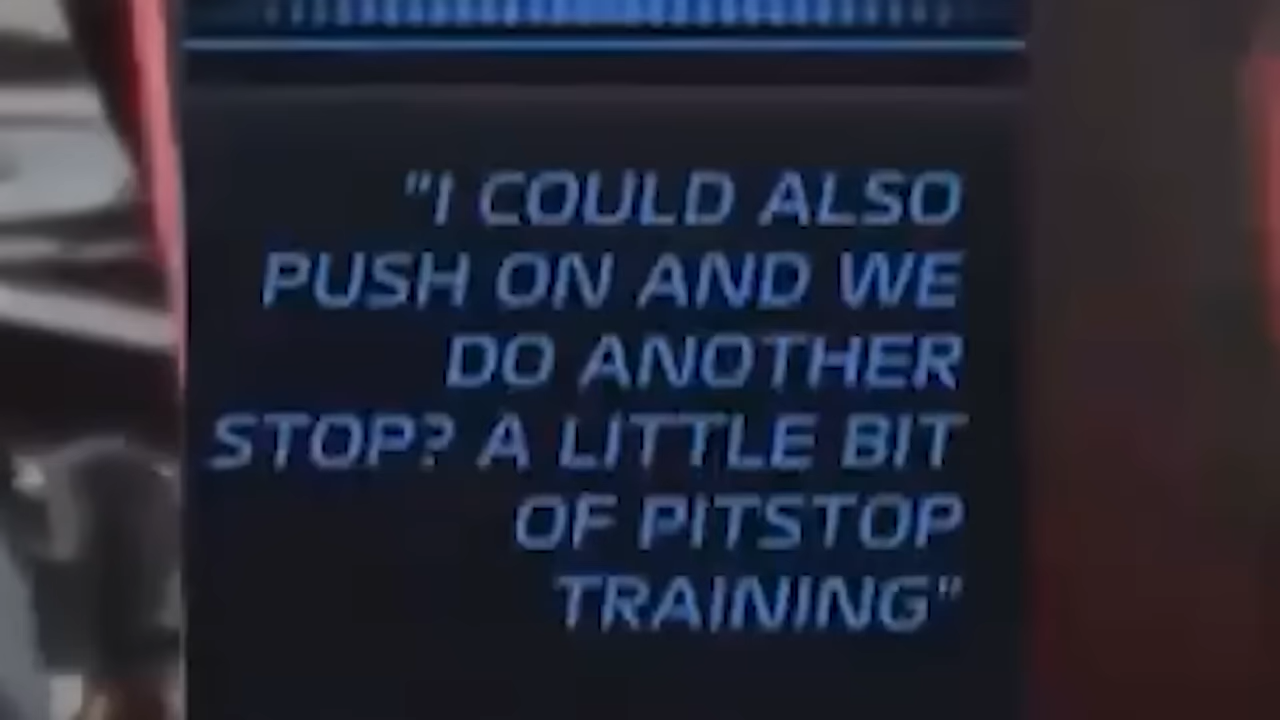 "I COULD ALSO
PUSH ON AND WE
DO ANOTHER
STOP? A LITTLE BIT
OF PITSTOP
TRAINING"